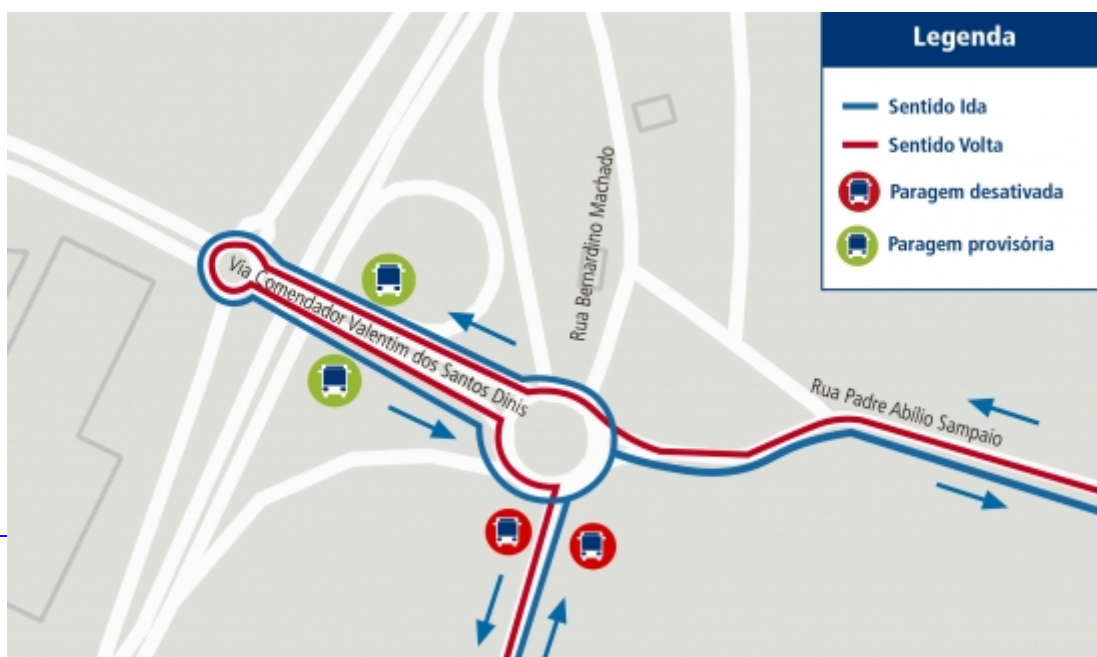 Legenda
Sentido Ida
Sentido Volta
Paragem desativada
Paragem provisória
Rua Bernardino Machado
Via Comendador Valentim dos Santos Dinis
Rua Padre Abílio Sampaio